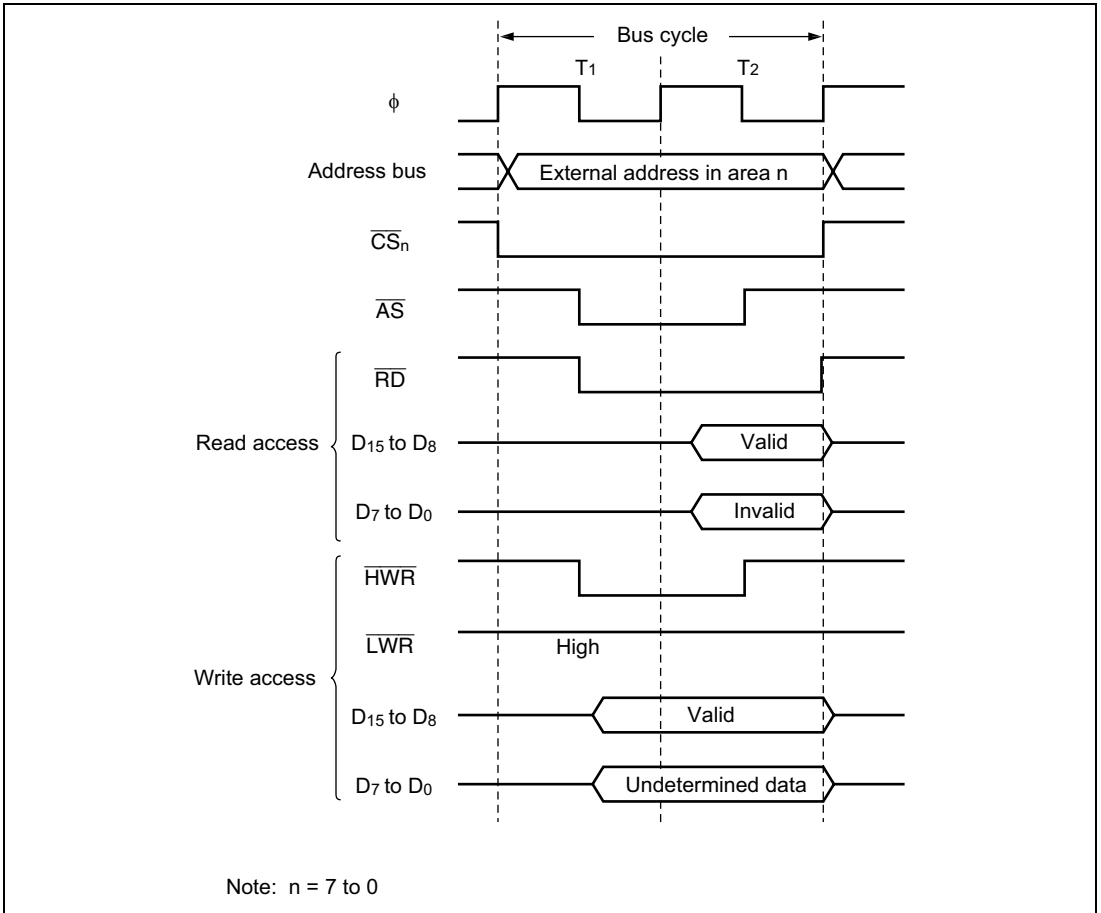 Bus cycle
T1 T2
ϕ
Address bus External address in area n
CSn
AS
RD
Read access D15 to D8 Valid
D7 to D0 Invalid
HWR
LWR High
Write access D15 to D8 Valid
D7 to D0 Undetermined data
Note: n = 7 to 0